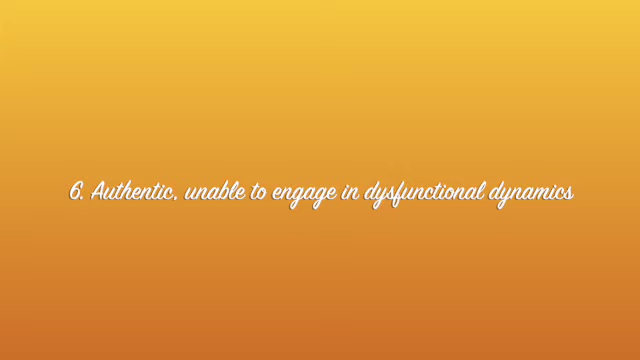 6. Authentic, unable to engage in dysfunctional dynamics